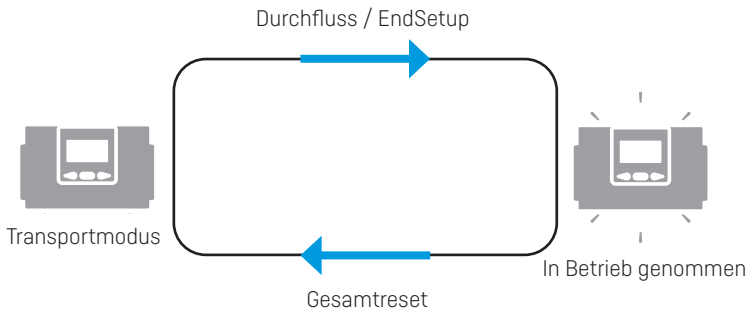 Durchfluss / EndSetup
Transportmodus
In Betrieb genommen
Gesamtreset